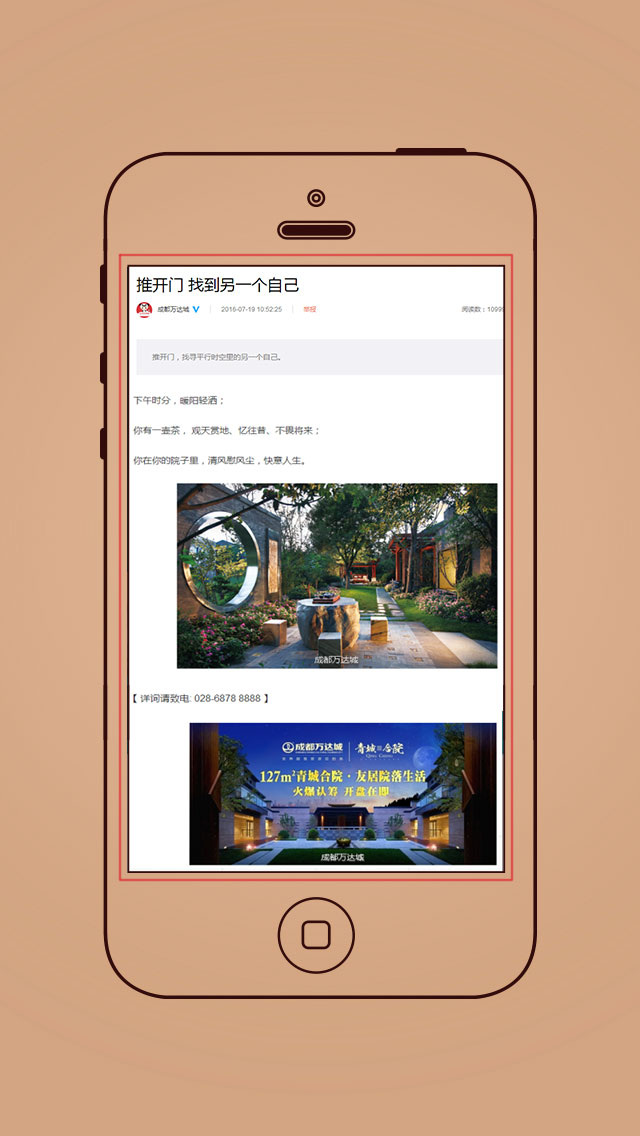 推开门 找到另一个自己
成都万达城 2018-07-19 10:52:25 举报 阅读数：10999
推开门，找寻平行时空里的另一个自己。
下午时分，暖阳轻洒；
你有一壶茶， 观天赏地、忆往昔、不畏将来；
你在你的院子里，清风慰风尘，快意人生。
成都万达城
【 详询请致电: 028-6878 8888 】
成都万达城 青城合院
127m²青城合院·友居院落生活
火爆认筹 开盘在即
成都万达城